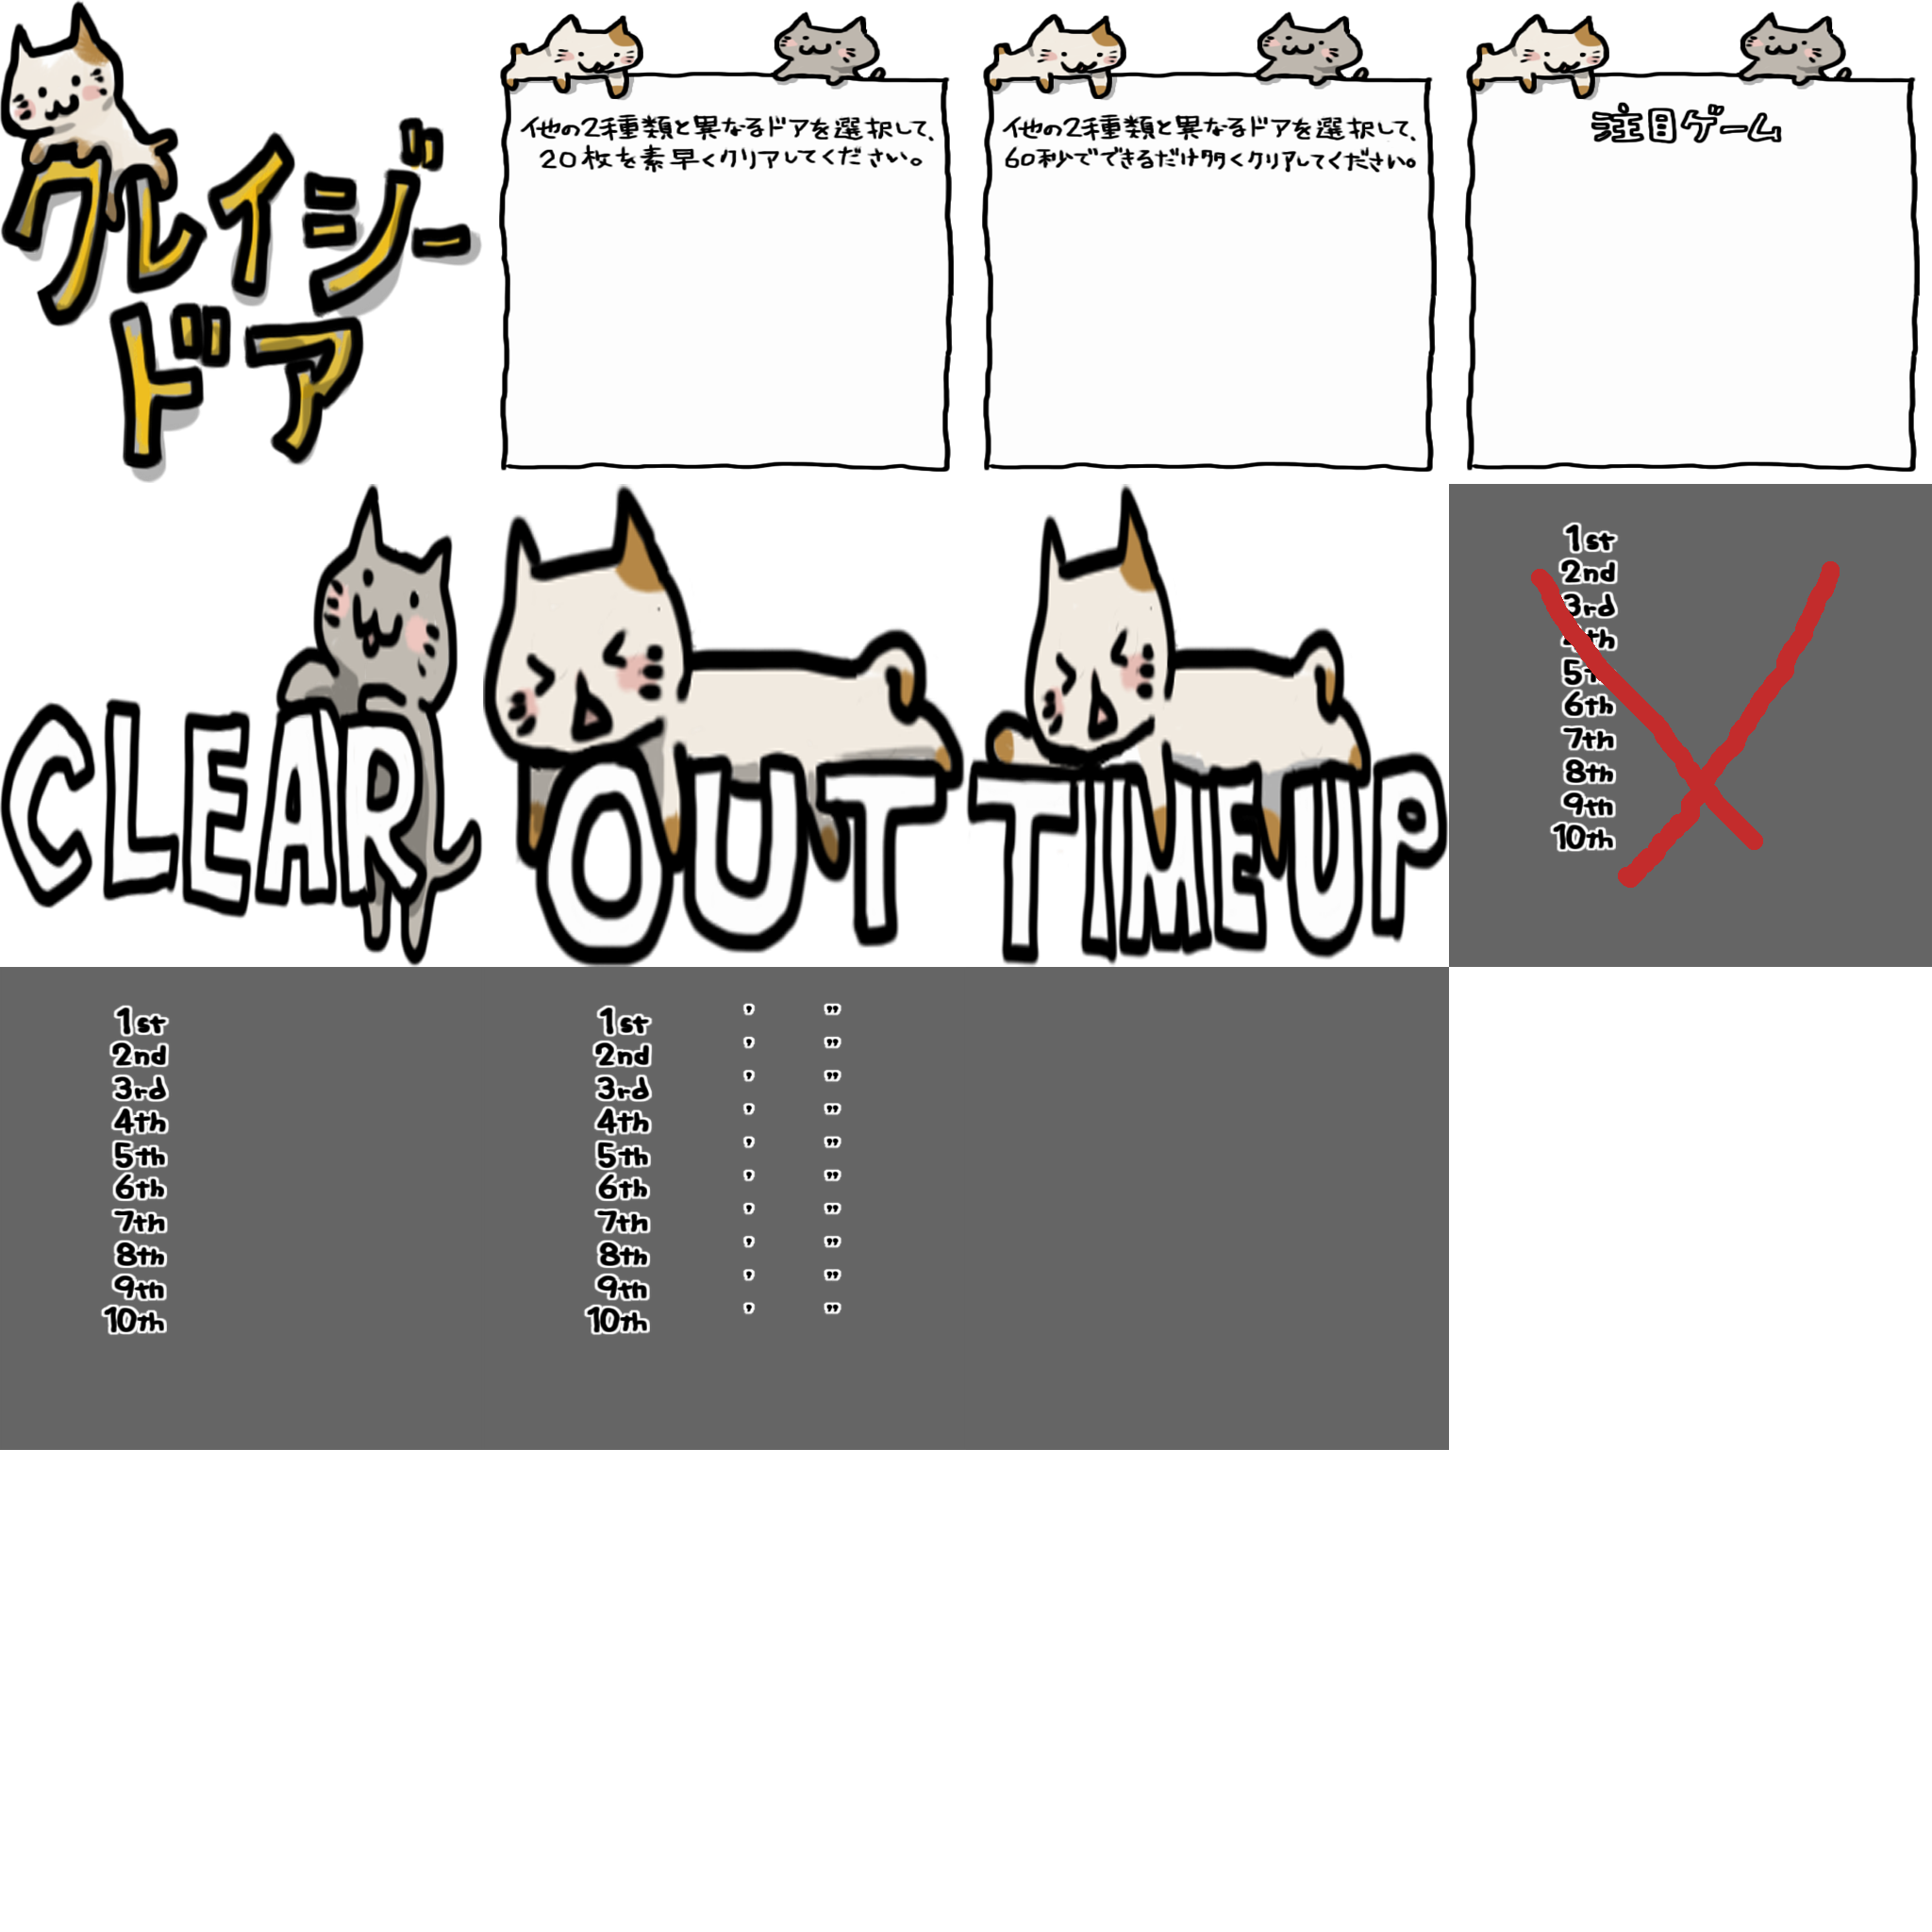 クレイジー
ドア
他の2種類と異なるドアを選択して、
20枚を素早くクリアしてください。
他の2種類と異なるドアを選択して、
60秒でできるだけ多くクリアしてください。
注目ゲーム
CLEAR
OUT
TIME UP
1st
2nd
3rd
4th
5th
6th
7th
8th
9th
10th
1st
2nd
3rd
4th
5th
6th
7th
8th
9th
10th
1st ’ ”
2nd ’ ”
3rd ’ ”
4th ’ ”
5th ’ ”
6th ’ ”
7th ’ ”
8th ’ ”
9th ’ ”
10th ’ ”